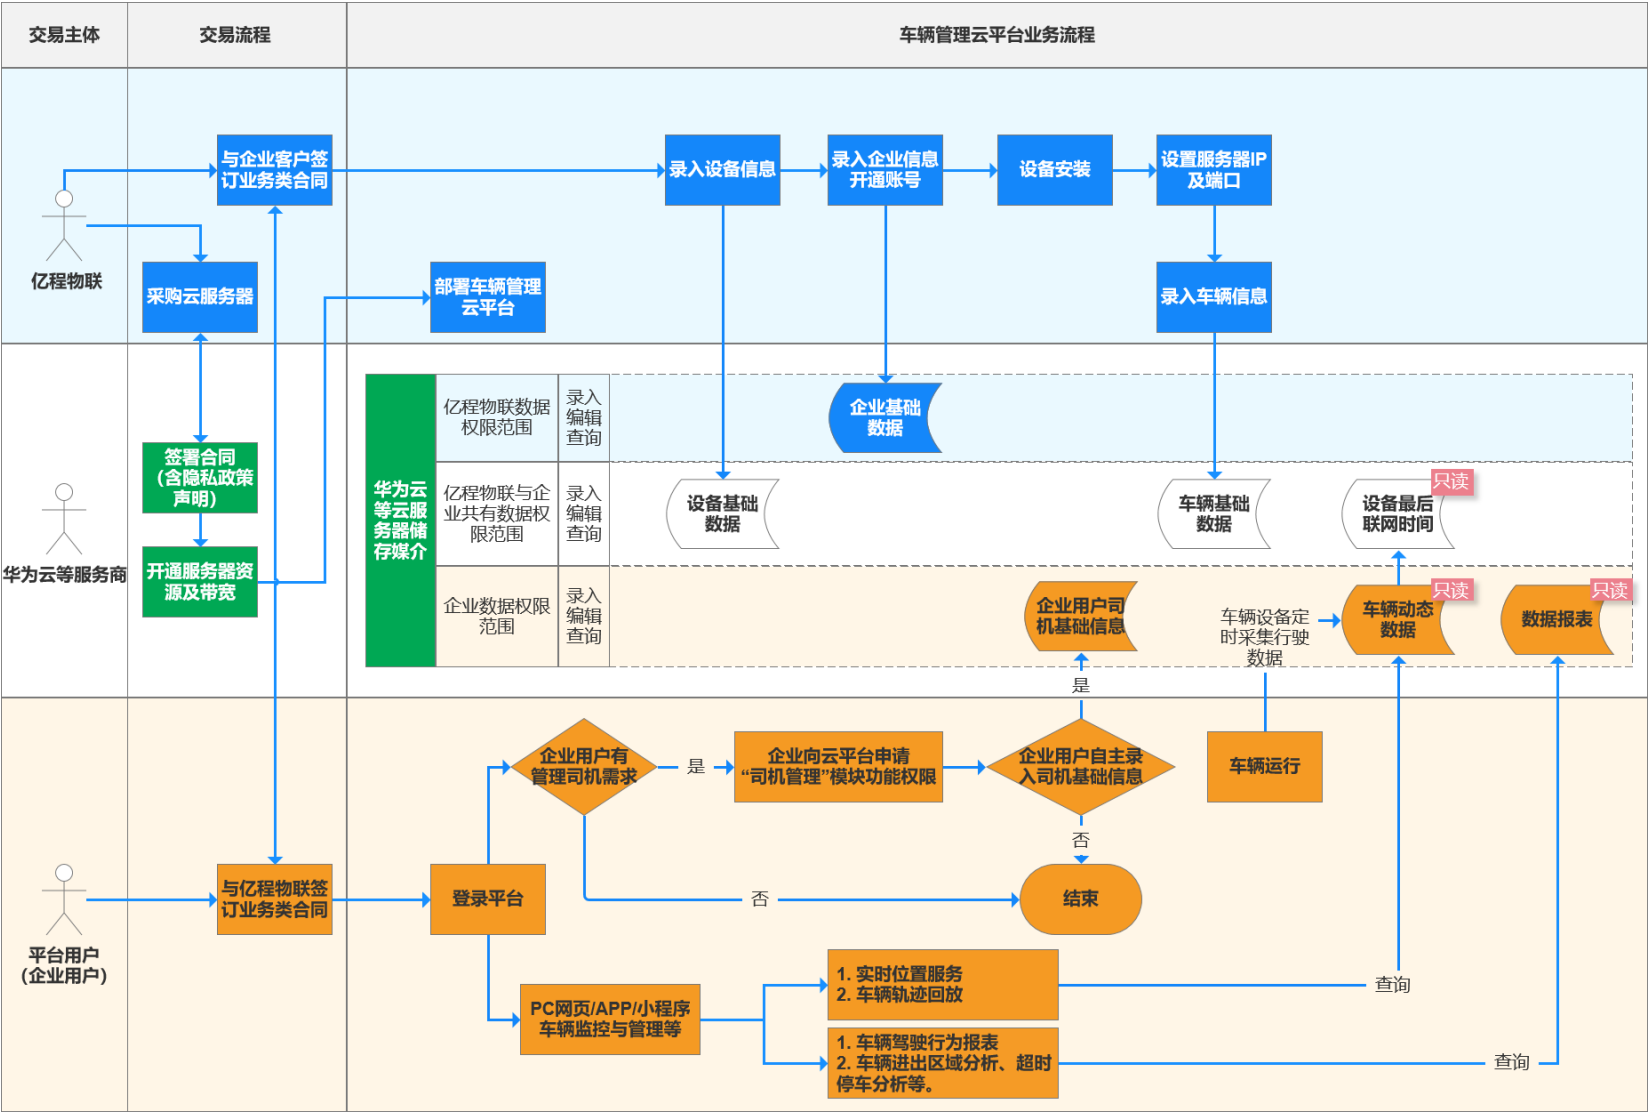 交易主体
交易流程
车辆管理云平台业务流程
与企业客户签
订业务类合同
录入设备信息
录入企业信息
开通账号
设备安装
设置服务器IP
及端口
亿程物联
采购云服务器
部署车辆管理
云平台
录入车辆信息
华为云等服务商
签署合同
（含隐私政策
声明）
开通服务器资
源及带宽
华为云
等云服
务器储
存媒介
亿程物联数据
权限范围
录入
编辑
查询
企业基础
数据
亿程物联与企
业共有数据权
限范围
录入
编辑
查询
设备基础
数据
车辆基础
数据
设备最后
联网时间
只读
企业数据权限
范围
录入
编辑
查询
企业用户司
机基础信息
车辆设备定
时采集行驶
数据
车辆动态
数据
只读
数据报表
只读
是
企业用户有
管理司机需求
是
企业向云平台申请
“司机管理”模块功能权限
企业用户自主录
入司机基础信息
车辆运行
否
平台用户
（企业用户）
与亿程物联签
订业务类合同
登录平台
否
结束
PC网页/APP/小程序
车辆监控与管理等
1. 实时位置服务
2. 车辆轨迹回放
查询
1. 车辆驾驶行为报表
2. 车辆进出区域分析、超时
停车分析等。
查询